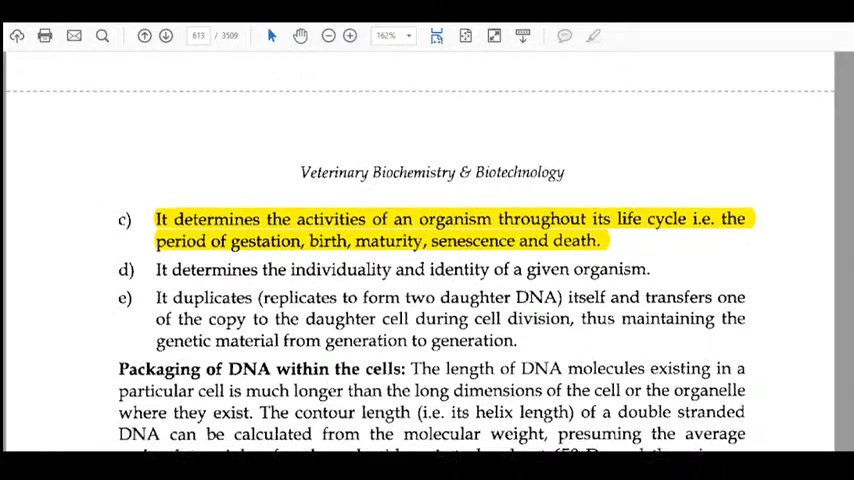 613 / 3509
162%
Veterinary Biochemistry & Biotechnology
c) It determines the activities of an organism throughout its life cycle i.e. the
period of gestation, birth, maturity, senescence and death.
d) It determines the individuality and identity of a given organism.
e) It duplicates (replicates to form two daughter DNA) itself and transfers one
of the copy to the daughter cell during cell division, thus maintaining the
genetic material from generation to generation.
Packaging of DNA within the cells: The length of DNA molecules existing in a
particular cell is much longer than the long dimensions of the cell or the organelle
where they exist. The contour length (i.e. its helix length) of a double stranded
DNA can be calculated from the molecular weight, presuming the average